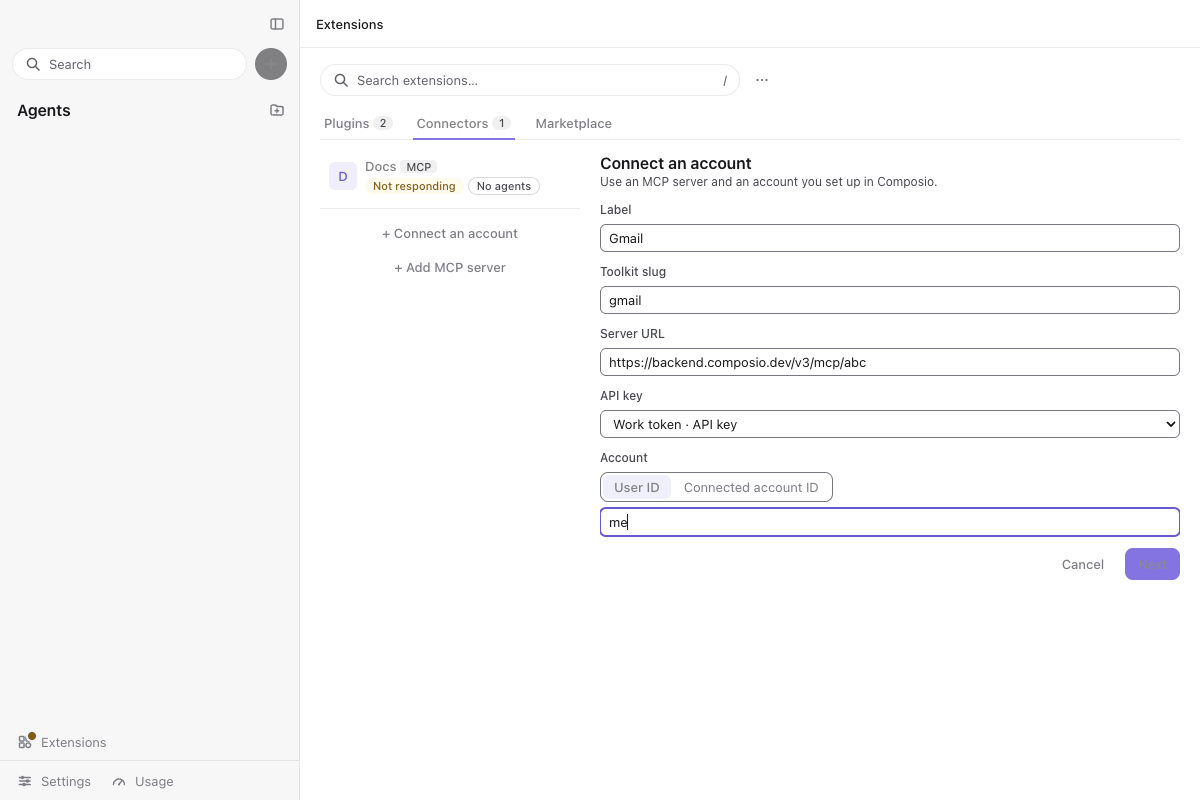 Extensions
Search
Agents
Search extensions...
/
Plugins 2
Connectors 1
Marketplace
D
Docs MCP
Not responding
No agents
+ Connect an account
+ Add MCP server
Connect an account
Use an MCP server and an account you set up in Composio.
Label
Gmail
Toolkit slug
gmail
Server URL
https://backend.composio.dev/v3/mcp/abc
API key
Work token · API key
Account
User ID
Connected account ID
me
Cancel
Next
Extensions
Settings
Usage